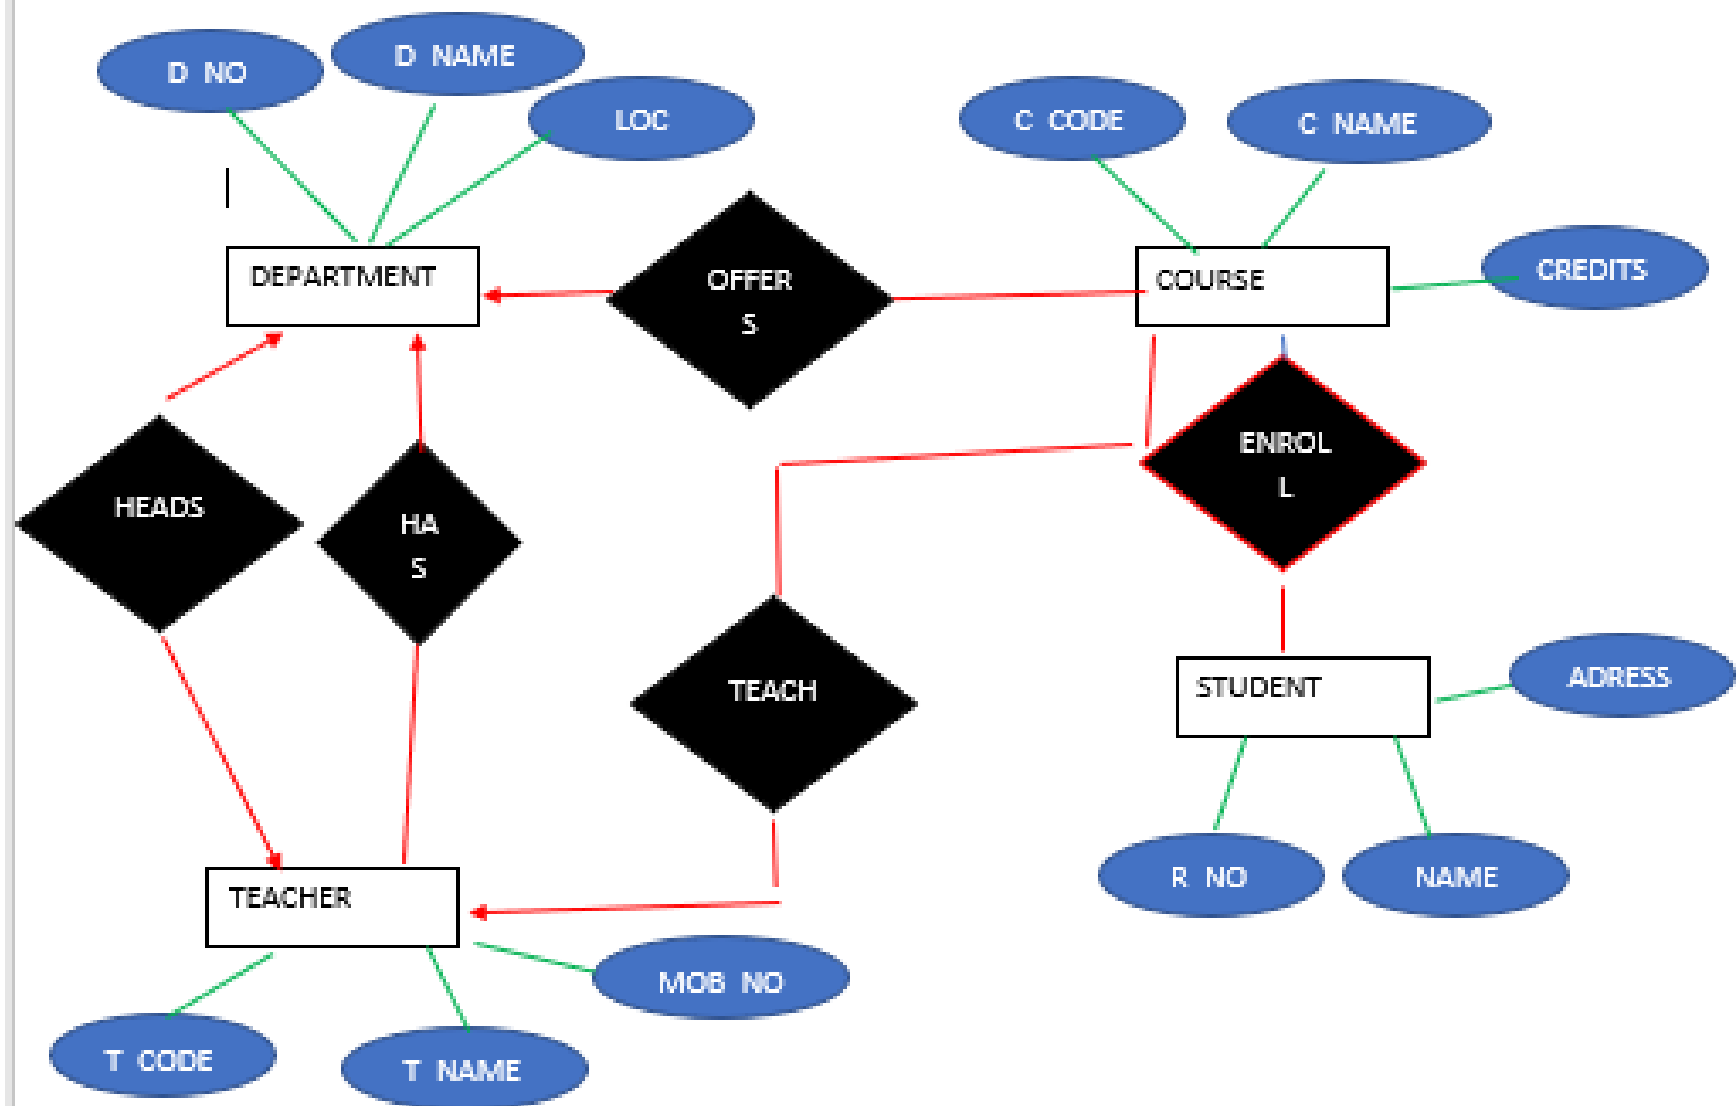 D NO
D NAME
LOC
C CODE
C NAME
DEPARTMENT
OFFER
S
COURSE
CREDITS
HEADS
HA
S
ENROL
L
TEACH
STUDENT
ADRESS
TEACHER
R NO
NAME
MOB NO
T CODE
T NAME